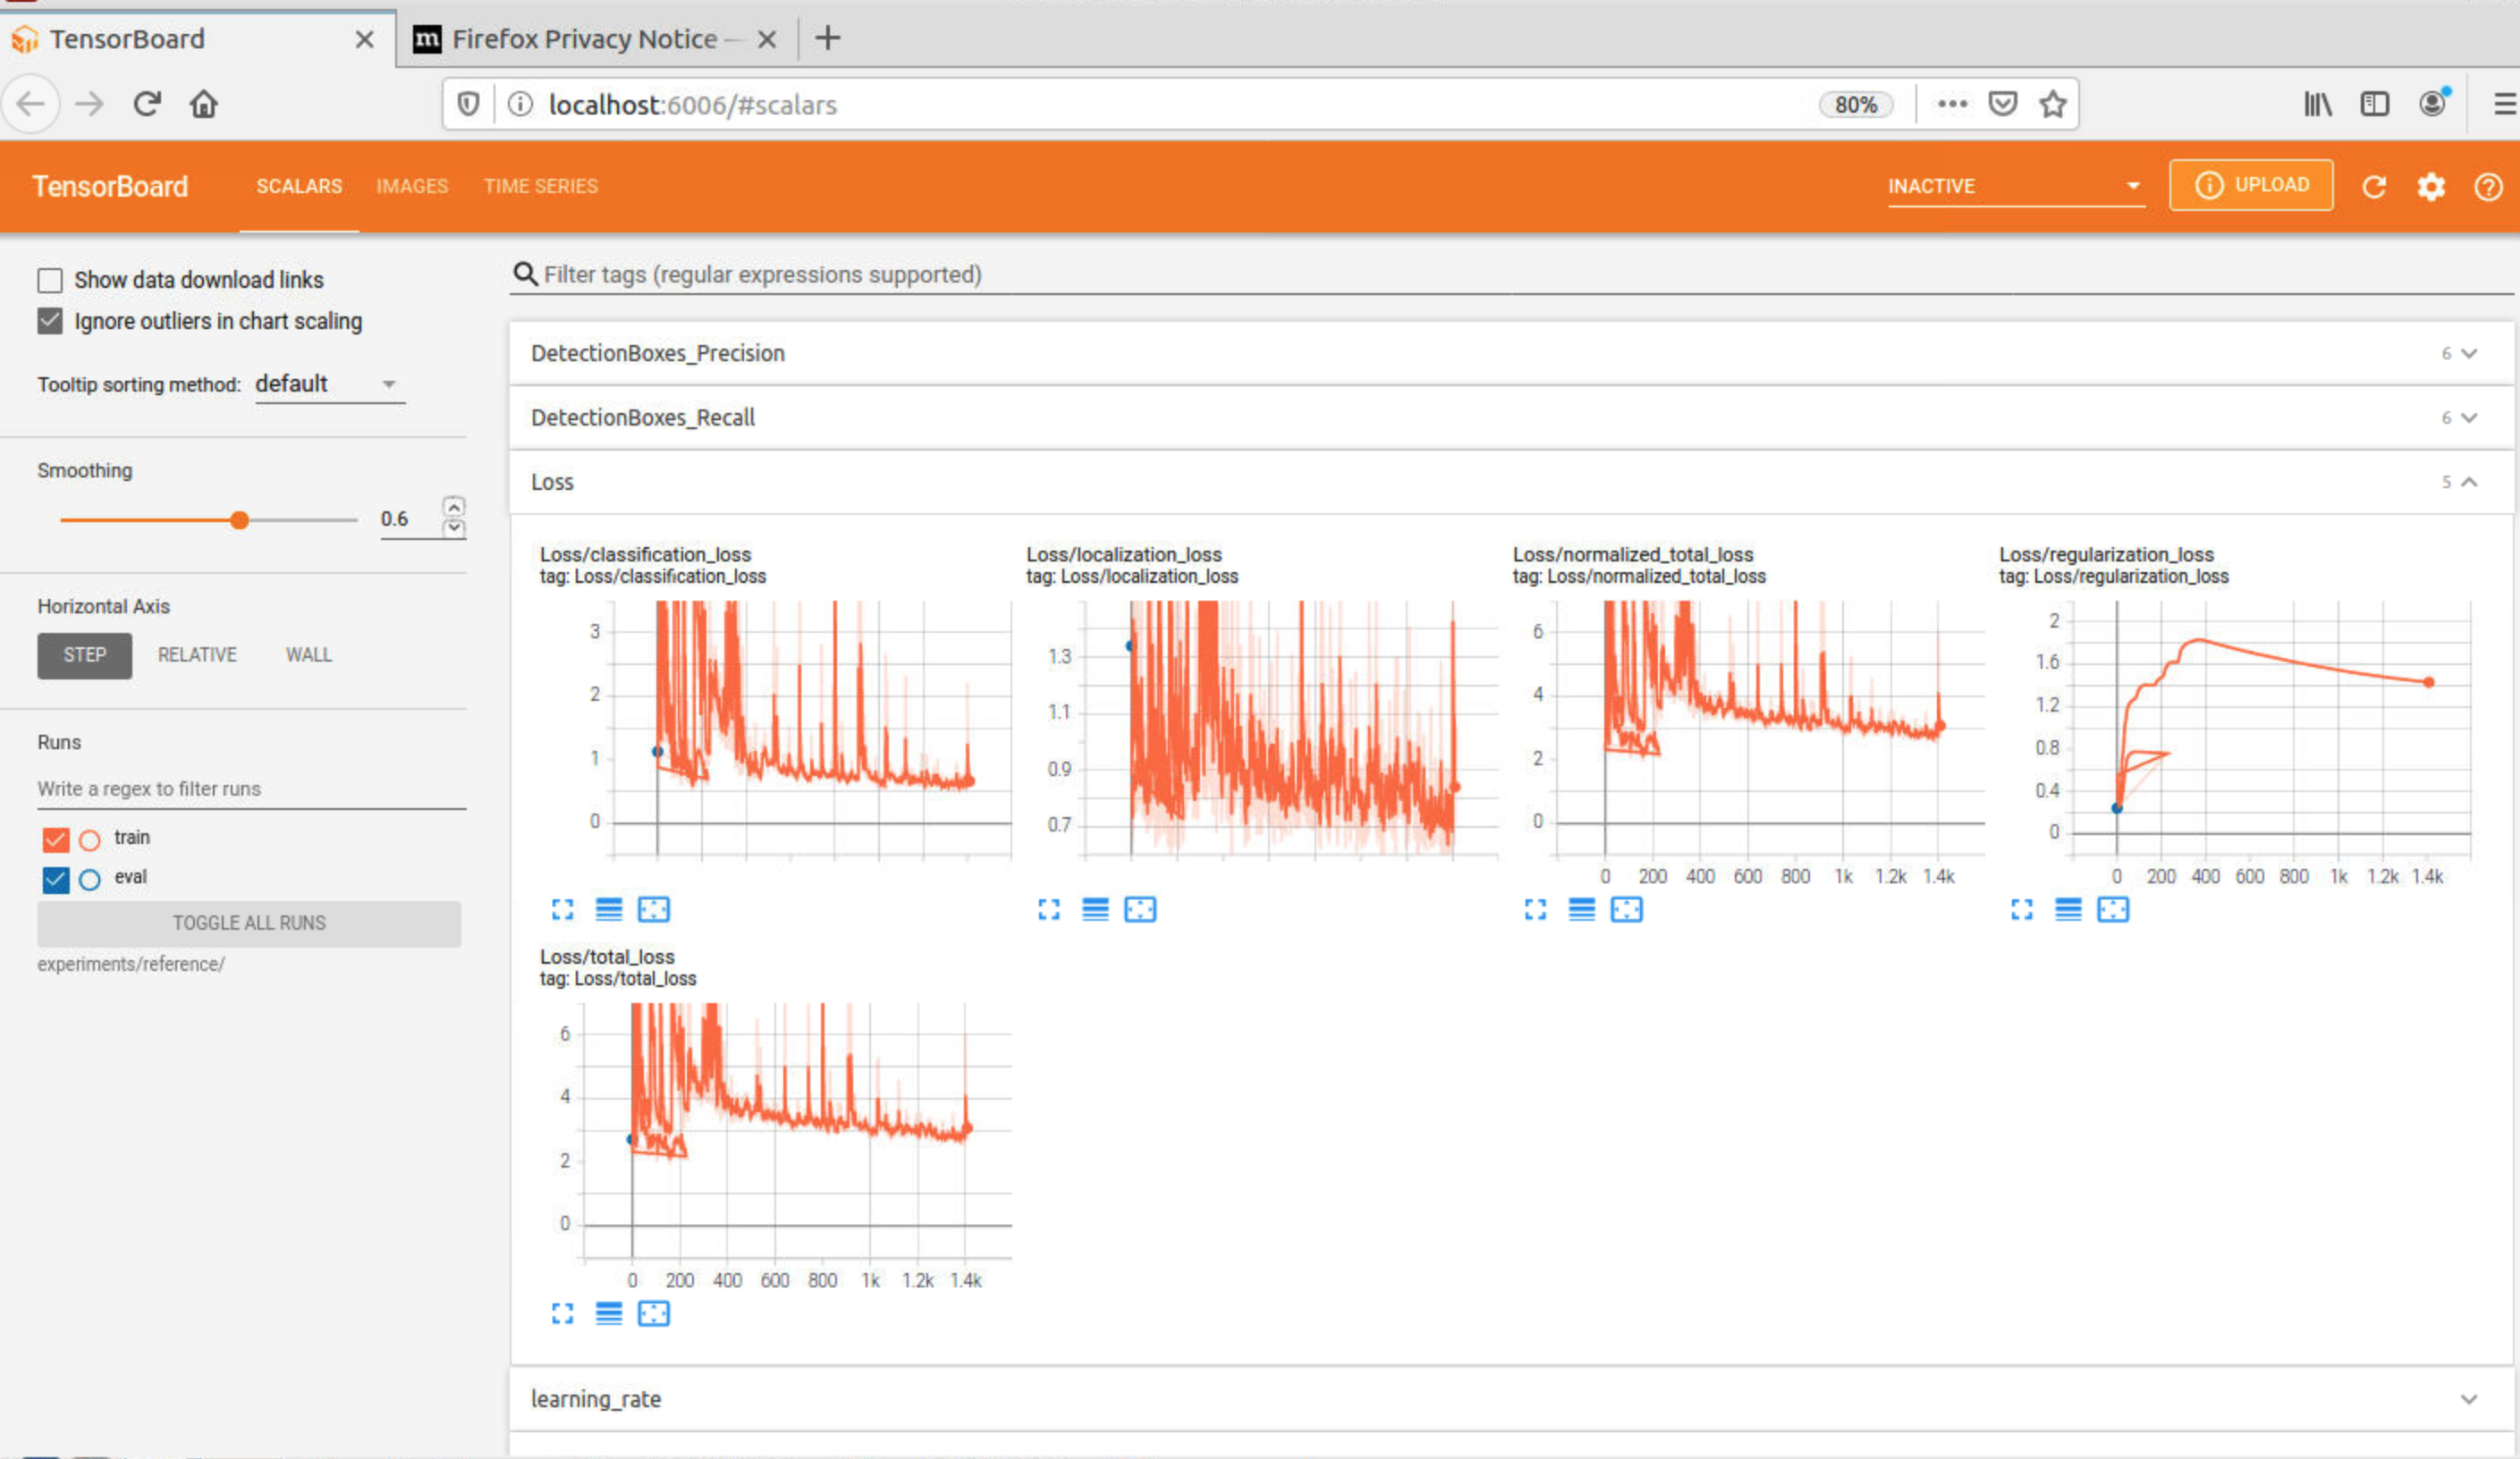 TensorBoard
Firefox Privacy Notice —
localhost:6006/#scalars
80%
TensorBoard
SCALARS
IMAGES
TIME SERIES
INACTIVE
UPLOAD
Show data download links
Ignore outliers in chart scaling
Tooltip sorting method: default
Smoothing
0.6
Horizontal Axis
STEP
RELATIVE
WALL
Runs
Write a regex to filter runs
train
eval
TOGGLE ALL RUNS
experiments/reference/
Filter tags (regular expressions supported)
DetectionBoxes_Precision
6
DetectionBoxes_Recall
6
Loss
5
Loss/classification_loss
tag: Loss/classification_loss
3
2
1
0
Loss/localization_loss
tag: Loss/localization_loss
1.3
1.1
0.9
0.7
Loss/normalized_total_loss
tag: Loss/normalized_total_loss
6
4
2
0
0 200 400 600 800 1k 1.2k 1.4k
Loss/regularization_loss
tag: Loss/regularization_loss
2
1.6
1.2
0.8
0.4
0
0 200 400 600 800 1k 1.2k 1.4k
Loss/total_loss
tag: Loss/total_loss
6
4
2
0
0 200 400 600 800 1k 1.2k 1.4k
learning_rate